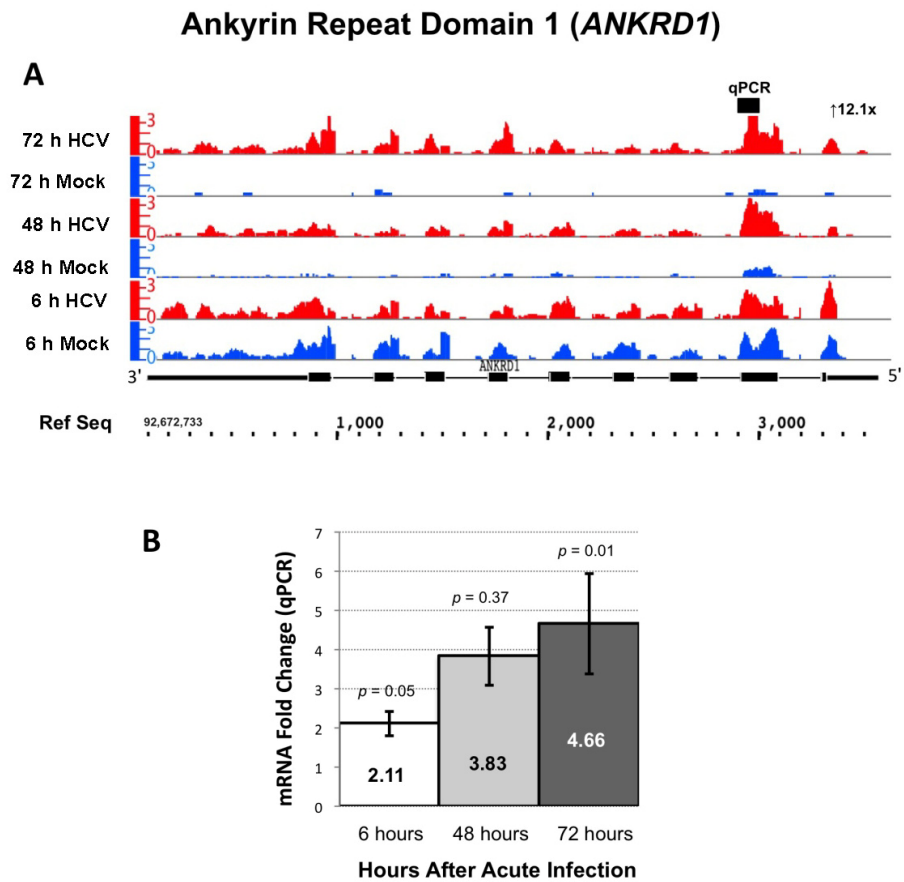 Ankyrin Repeat Domain 1 (ANKRD1)
A
qPCR
↑12.1x
72 h HCV
3
0
72 h Mock
48 h HCV
3
0
48 h Mock
6 h HCV
3
0
6 h Mock
3
0
ANKRD1
3' 5'
Ref Seq 92,672,733 1,000 2,000 3,000
B
mRNA Fold Change (qPCR)
7
6
5
4
3
2
1
0
p = 0.05
p = 0.37
p = 0.01
2.11
3.83
4.66
6 hours 48 hours 72 hours
Hours After Acute Infection